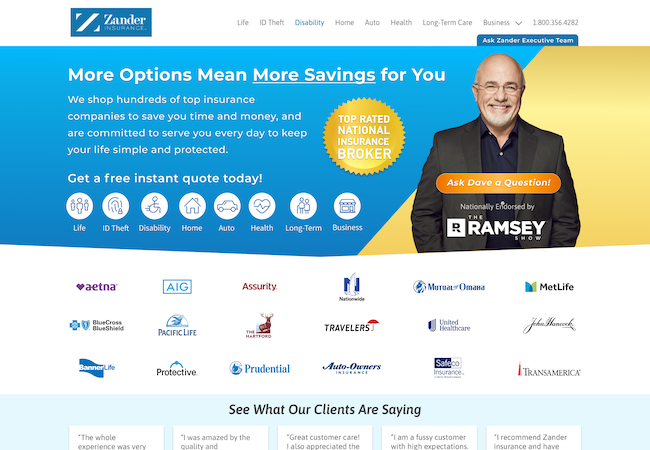 Zander
INSURANCE
Life ID Theft Disability Home Auto Health Long-Term Care Business 1.800.356.4282
Ask Zander Executive Team
More Options Mean More Savings for You
We shop hundreds of top insurance
companies to save you time and money, and
are committed to serve you every day to keep
your life simple and protected.
TOP RATED
NATIONAL
INSURANCE
BROKER
Get a free instant quote today!
Ask Dave a Question!
Life ID Theft Disability Home Auto Health Long-Term Business
Nationally Endorsed by
R THE
RAMSEY
SHOW
aetna AIG Assurity. Nationwide Mutual of Omaha MetLife
BlueCross
BlueShield
PACIFIC LIFE
THE
HARTFORD
TRAVELERS
United
Healthcare
John Hancock
BannerLife Protective Prudential
Auto-Owners
INSURANCE
Safeco
Insurance
TRANSAMERICA
See What Our Clients Are Saying
"The whole
experience was very
"I was amazed by the
quality and
"Great customer care!
I also appreciated the
"I am a fussy customer
with high expectations.
"I recommend Zander
insurance and have